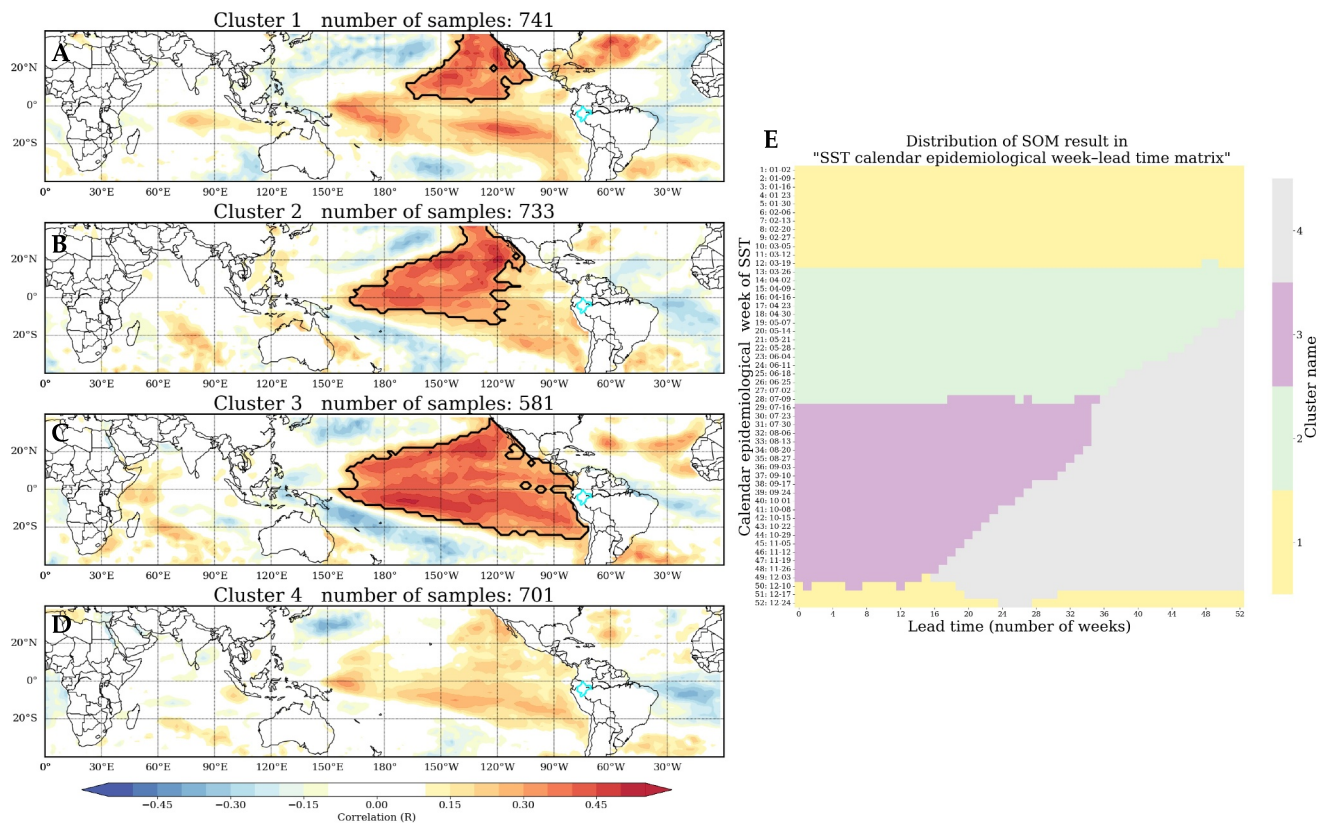 Cluster 1 number of samples: 741
A
20°N
0°
20°S
0° 30°E 60°E 90°E 120°E 150°E 180° 150°W 120°W 90°W 60°W 30°W
Cluster 2 number of samples: 733
B
20°N
0°
20°S
0° 30°E 60°E 90°E 120°E 150°E 180° 150°W 120°W 90°W 60°W 30°W
Cluster 3 number of samples: 581
C
20°N
0°
20°S
0° 30°E 60°E 90°E 120°E 150°E 180° 150°W 120°W 90°W 60°W 30°W
Cluster 4 number of samples: 701
D
20°N
0°
20°S
0° 30°E 60°E 90°E 120°E 150°E 180° 150°W 120°W 90°W 60°W 30°W
−0.45 −0.30 −0.15 0.00 0.15 0.30 0.45
Correlation (R)
E
Distribution of SOM result in
"SST calendar epidemiological week–lead time matrix"
Calendar epidemiological week of SST
1: 01-02
2: 01-09
3: 01-16
4: 01 23
5: 01-30
6: 02-06
7: 02-13
8: 02-20
9: 02-27
10: 03-05
11: 03-12
12: 03-19
13: 03-26
14: 04-02
15: 04-09
16: 04-16
17: 04 23
18: 04-30
19: 05-07
20: 05-14
21: 05-21
22: 05-28
23: 06-04
24: 06-11
25: 06-18
26: 06-25
27: 07-02
28: 07-09
29: 07-16
30: 07-23
31: 07-30
32: 08-06
33: 08-13
34: 08-20
35: 08-27
36: 09-03
37: 09-10
38: 09-17
39: 09-24
40: 10 01
41: 10-08
42: 10-15
43: 10-22
44: 10-29
45: 11-05
46: 11-12
47: 11-19
48: 11-26
49: 12-03
50: 12-10
51: 12-17
52: 12-24
0 4 8 12 16 20 24 28 32 36 40 44 48 52
Lead time (number of weeks)
4
3
2
1
Cluster name